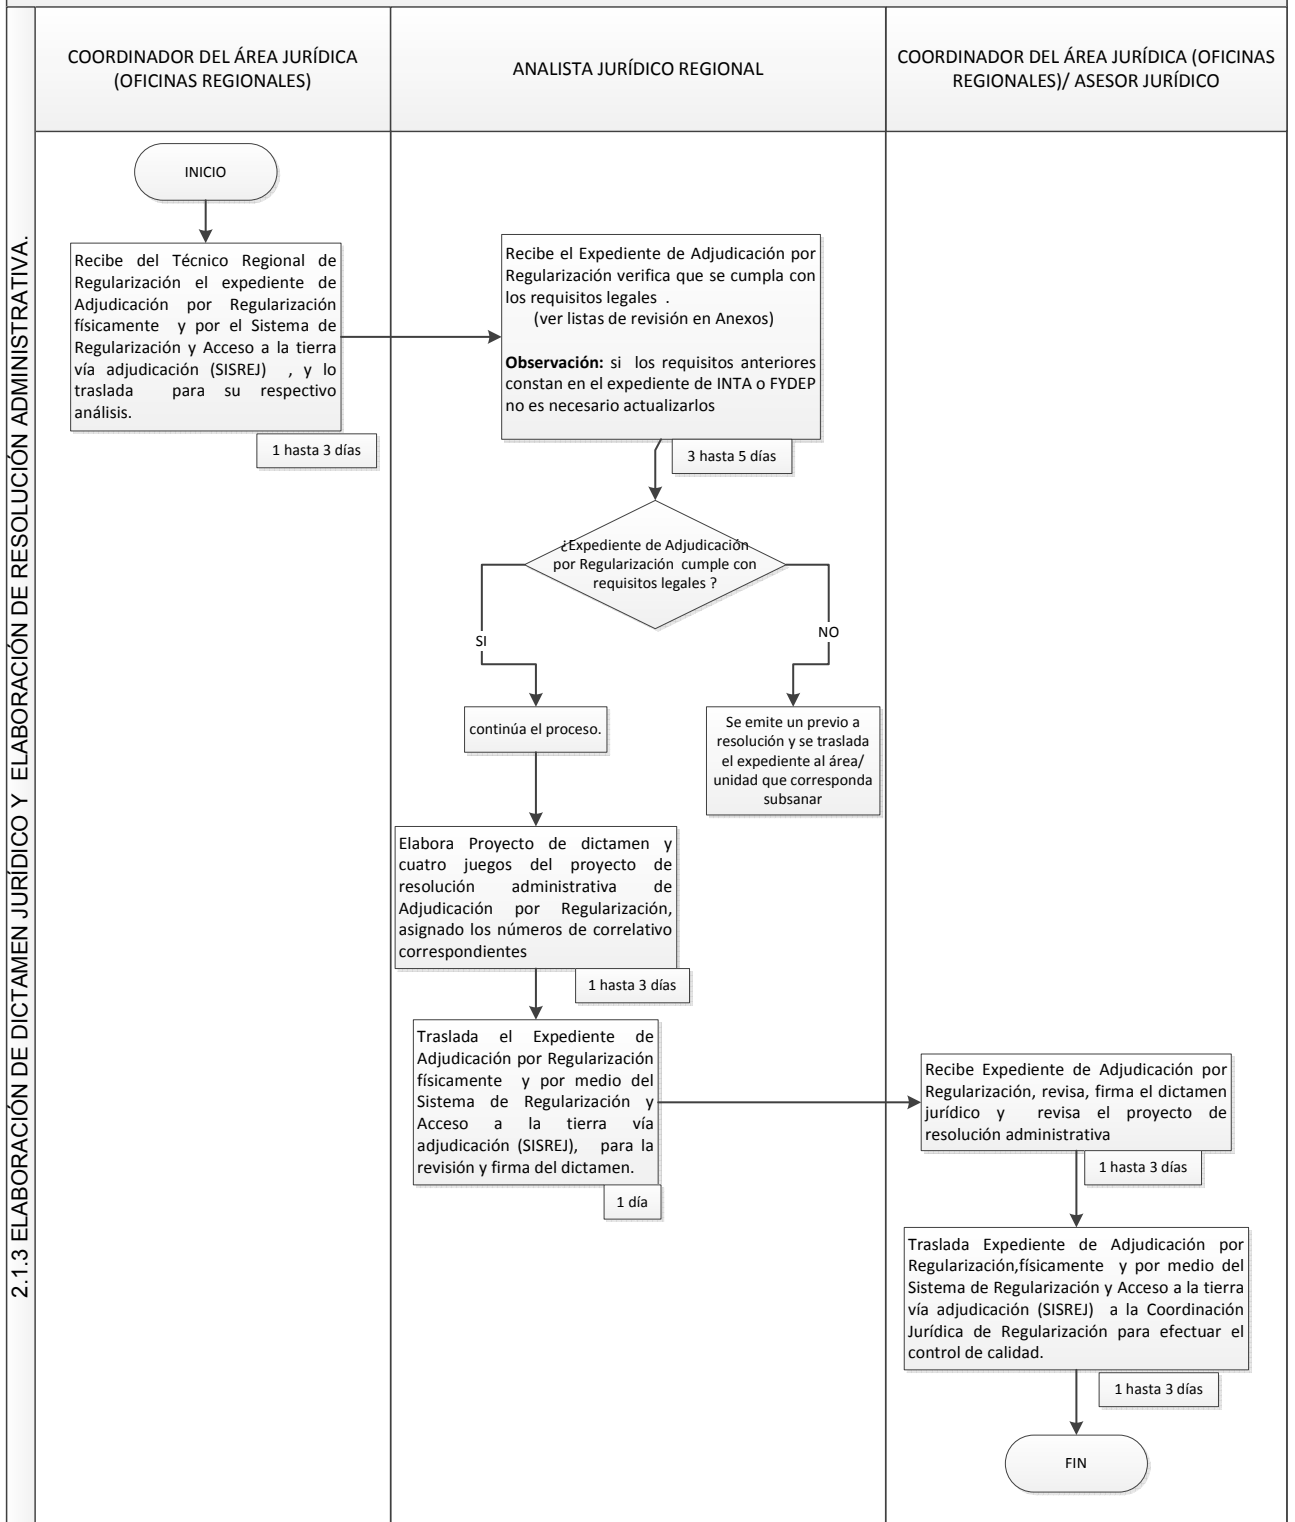 2.1.3 ELABORACIÓN DE DICTAMEN JURÍDICO Y ELABORACIÓN DE RESOLUCIÓN ADMINISTRATIVA.
COORDINADOR DEL ÁREA JURÍDICA
(OFICINAS REGIONALES)
ANALISTA JURÍDICO REGIONAL
COORDINADOR DEL ÁREA JURÍDICA (OFICINAS
REGIONALES)/ ASESOR JURÍDICO
INICIO
Recibe del Técnico Regional de
Regularización el expediente de
Adjudicación por Regularización
físicamente y por el Sistema de
Regularización y Acceso a la tierra
vía adjudicación (SISREJ) , y lo
traslada para su respectivo
análisis.
1 hasta 3 días
Recibe el Expediente de Adjudicación por
Regularización verifica que se cumpla con
los requisitos legales .
(ver listas de revisión en Anexos)
Observación: si los requisitos anteriores
constan en el expediente de INTA o FYDEP
no es necesario actualizarlos
3 hasta 5 días
¿Expediente de Adjudicación
por Regularización cumple con
requisitos legales ?
SI
NO
continúa el proceso.
Se emite un previo a
resolución y se traslada
el expediente al área/
unidad que corresponda
subsanar
Elabora Proyecto de dictamen y
cuatro juegos del proyecto de
resolución administrativa de
Adjudicación por Regularización,
asignado los números de correlativo
correspondientes
1 hasta 3 días
Traslada el Expediente de
Adjudicación por Regularización
físicamente y por medio del
Sistema de Regularización y
Acceso a la tierra vía
adjudicación (SISREJ), para la
revisión y firma del dictamen.
1 día
Recibe Expediente de Adjudicación por
Regularización, revisa, firma el dictamen
jurídico y revisa el proyecto de
resolución administrativa
1 hasta 3 días
Traslada Expediente de Adjudicación por
Regularización,físicamente y por medio del
Sistema de Regularización y Acceso a la tierra
vía adjudicación (SISREJ) a la Coordinación
Jurídica de Regularización para efectuar el
control de calidad.
1 hasta 3 días
FIN